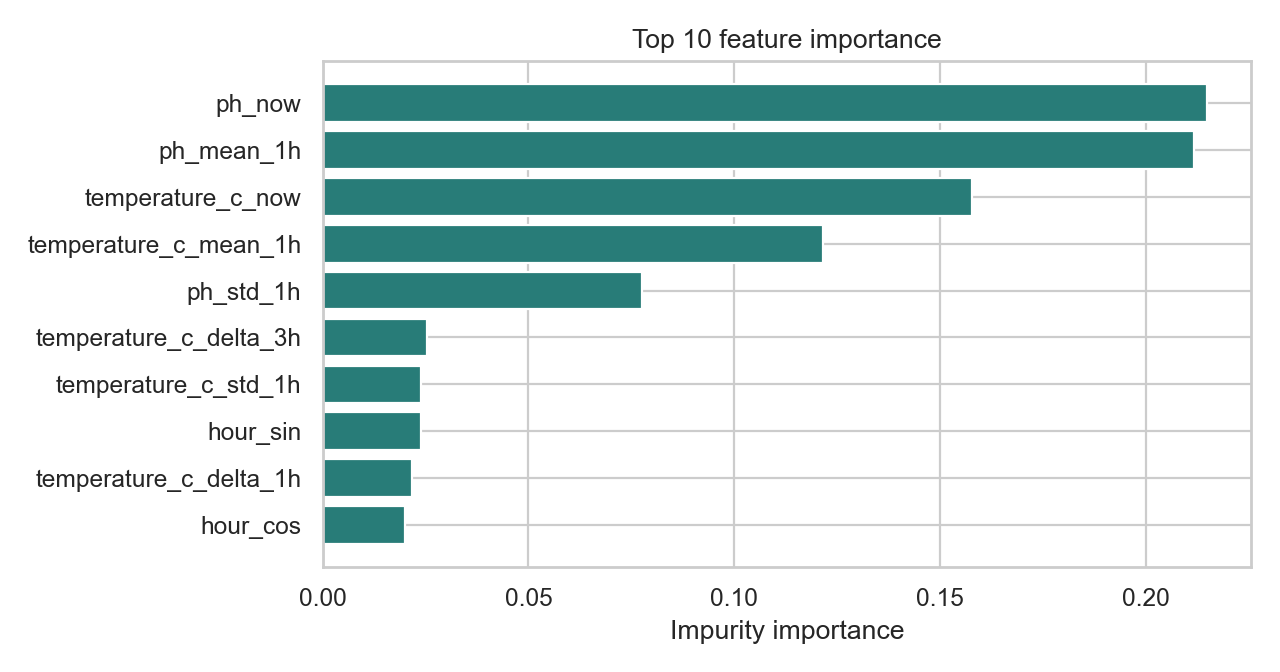 Top 10 feature importance
ph_now
ph_mean_1h
temperature_c_now
temperature_c_mean_1h
ph_std_1h
temperature_c_delta_3h
temperature_c_std_1h
hour_sin
temperature_c_delta_1h
hour_cos
0.00 0.05 0.10 0.15 0.20
Impurity importance